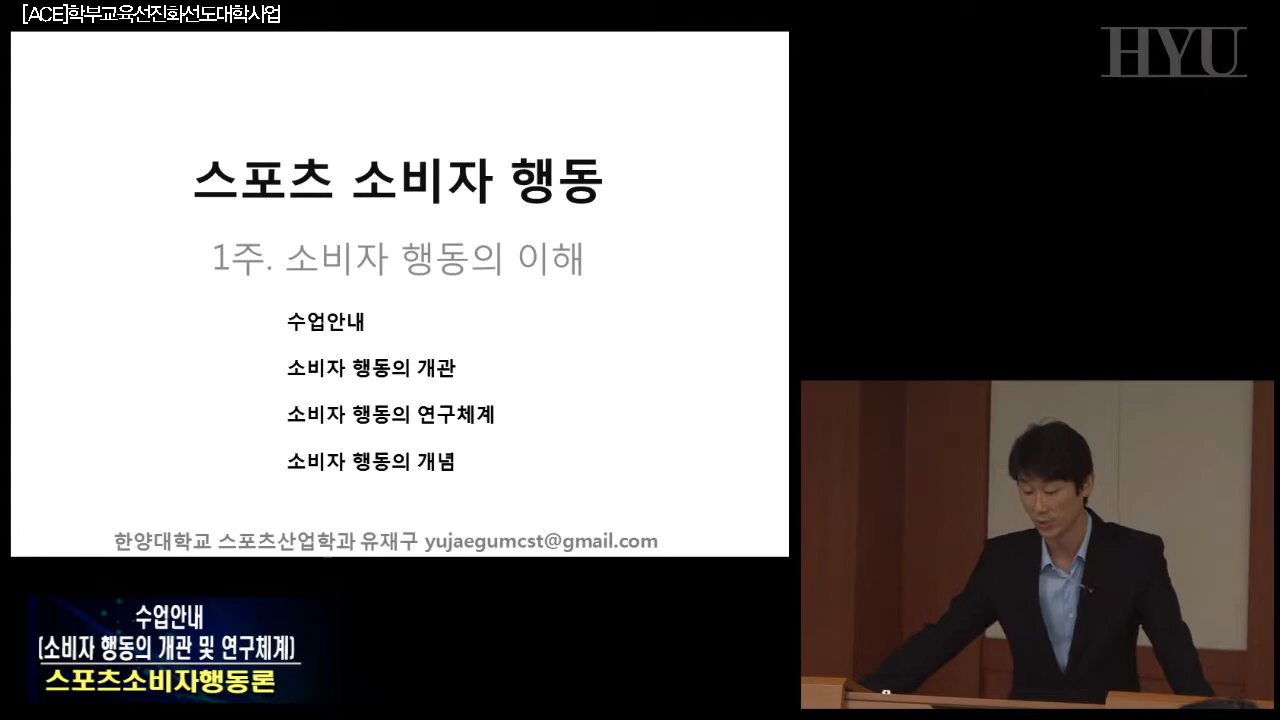 [ACE]학부교육선진화선도대학사업
HYU
스포츠 소비자 행동
1주. 소비자 행동의 이해
수업안내
소비자 행동의 개관
소비자 행동의 연구체계
소비자 행동의 개념
한양대학교 스포츠산업학과 유재구 yujaegumcst@gmail.com
수업안내
(소비자 행동의 개관 및 연구체계)
스포츠소비자행동론